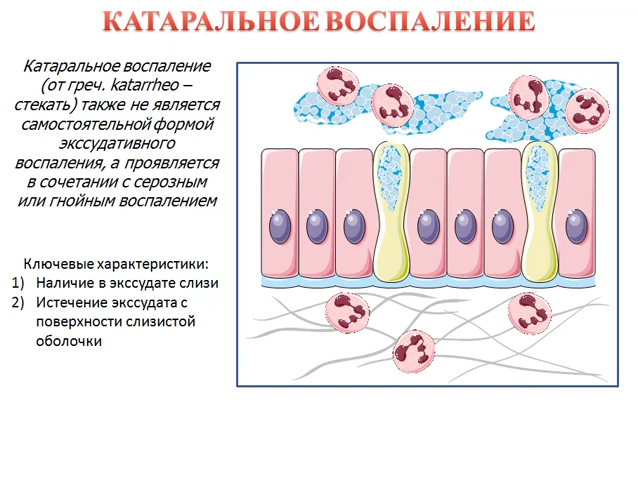 КАТАРАЛЬНОЕ ВОСПАЛЕНИЕ
Катаральное воспаление
(от греч. katarrheo –
стекать) также не является
самостоятельной формой
экссудативного
воспаления, а проявляется
в сочетании с серозным
или гнойным воспалением
Ключевые характеристики:
1) Наличие в экссудате слизи
2) Истечение экссудата с
поверхности слизистой
оболочки